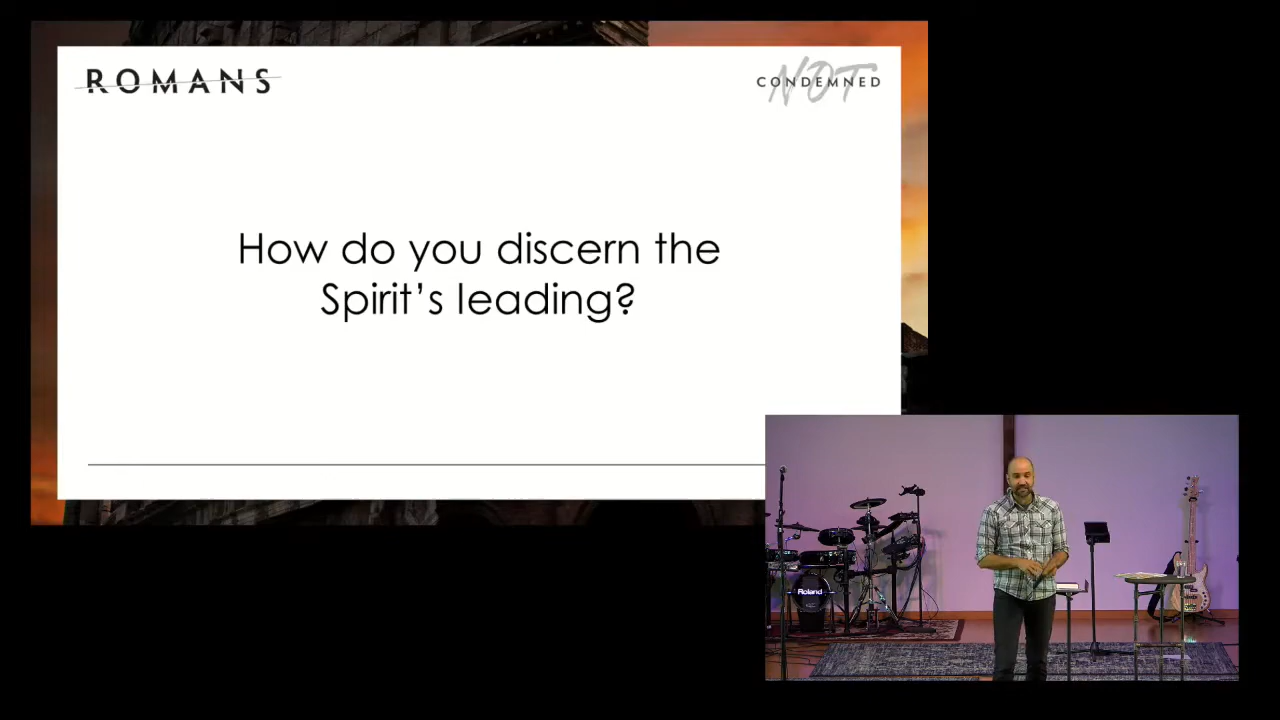 ROMANS
CONDEMNED
NOT
How do you discern the
Spirit’s leading?
Roland